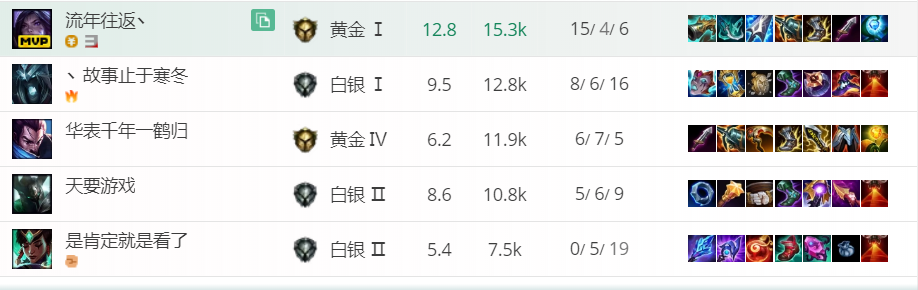 流年往返丶 黄金 Ⅰ 12.8 15.3k 15/ 4/ 6
MVP
丶 故事止于寒冬 白银 Ⅰ 9.5 12.8k 8/ 6/ 16
华表千年一鹤归 黄金 Ⅳ 6.2 11.9k 6/ 7/ 5
天要游戏 白银 Ⅱ 8.6 10.8k 5/ 6/ 9
是肯定就是看了 白银 Ⅱ 5.4 7.5k 0/ 5/ 19